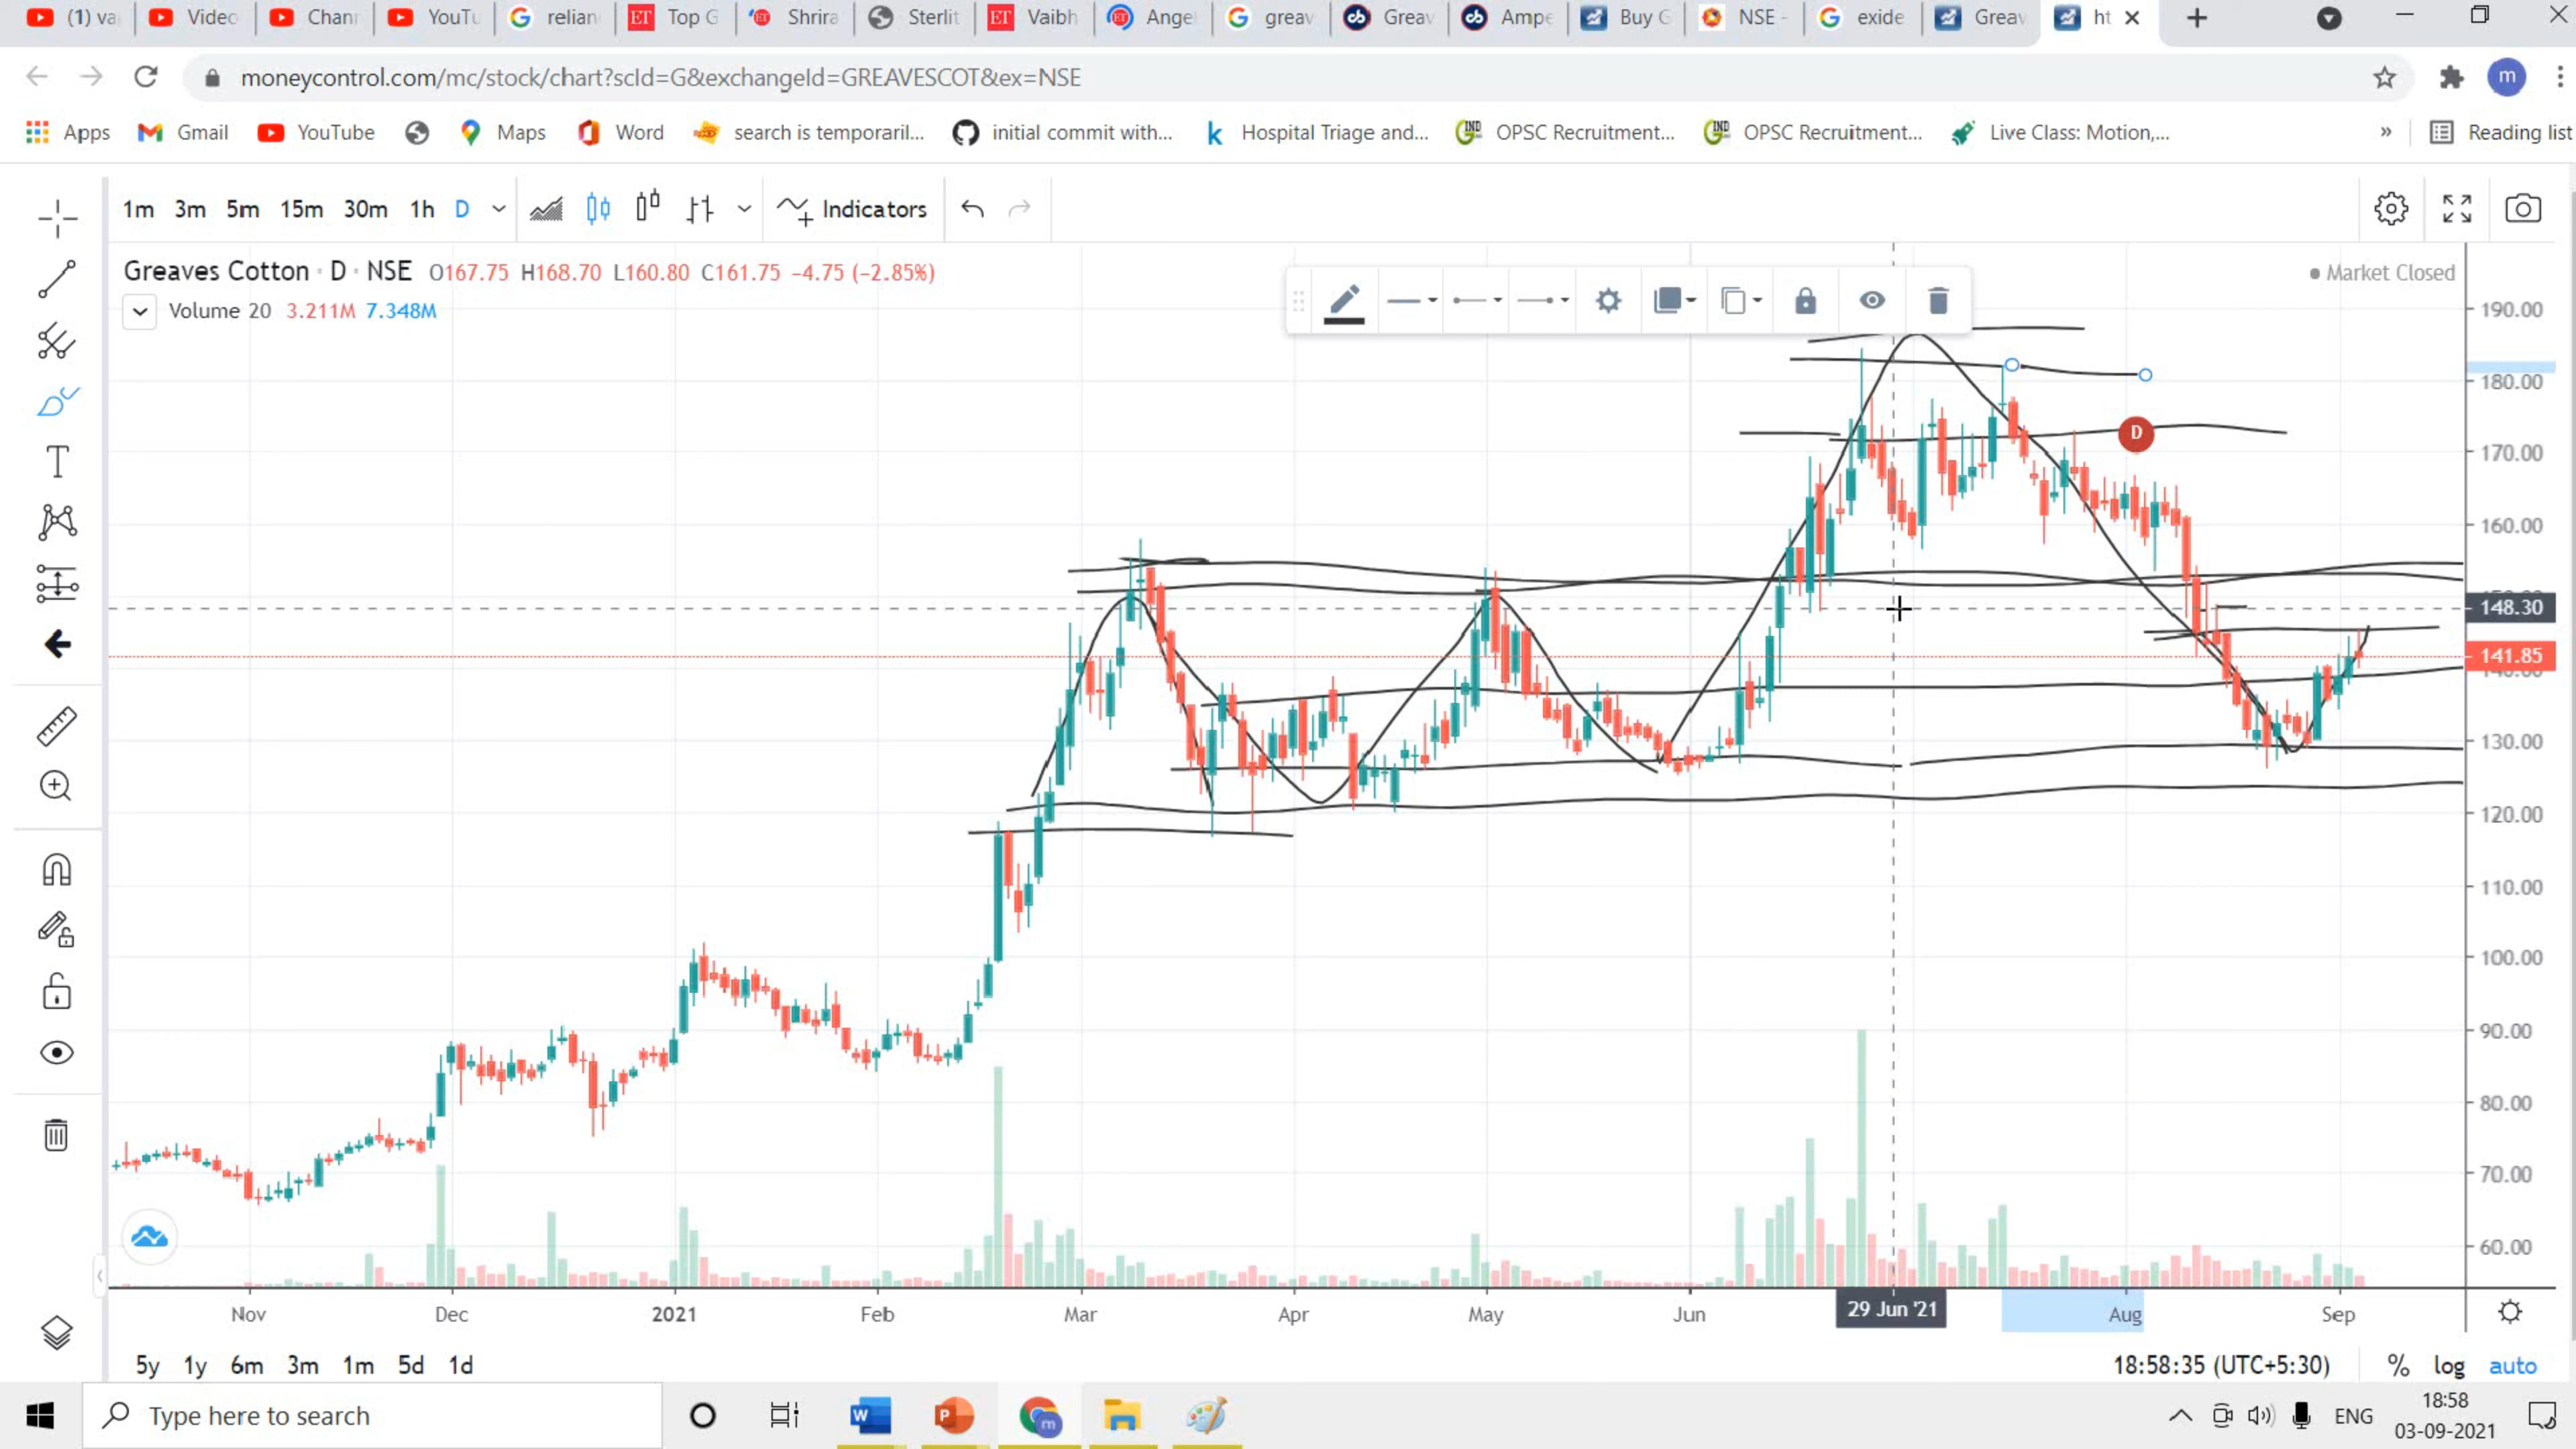 (1) va Video Chan YouTu relian Top G Shrira Sterlit Vaibh Ange greav Greav Ampe Buy G NSE - exide Greav ht
moneycontrol.com/mc/stock/chart?scId=G&exchangeId=GREAVESCOT&ex=NSE m
Apps Gmail YouTube Maps Word search is temporaril... initial commit with... Hospital Triage and... OPSC Recruitment... OPSC Recruitment... Live Class: Motion,... » Reading list
1m 3m 5m 15m 30m 1h D Indicators
Greaves Cotton · D · NSE O167.75 H168.70 L160.80 C161.75 −4.75 (−2.85%) Market Closed
Volume 20 3.211M 7.348M
190.00
180.00
D
170.00
160.00
148.30
141.85
130.00
120.00
110.00
100.00
90.00
80.00
70.00
60.00
Nov Dec 2021 Feb Mar Apr May Jun 29 Jun '21 Aug Sep
5y 1y 6m 3m 1m 5d 1d 18:58:35 (UTC+5:30) % log auto
Type here to search ENG 18:58
03-09-2021